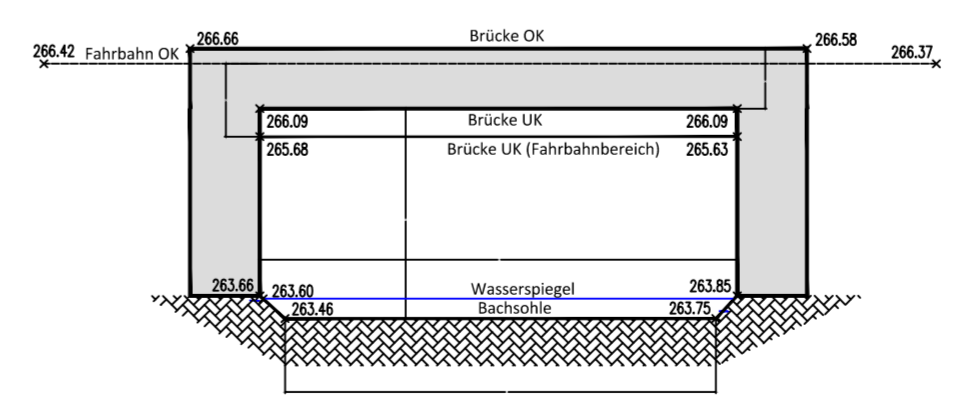 266.66 Brücke OK 266.58
266.42 Fahrbahn OK 266.37
266.09 Brücke UK 266.09
265.68 Brücke UK (Fahrbahnbereich) 265.63
263.66 263.60 Wasserspiegel 263.85
263.46 Bachsohle 263.75